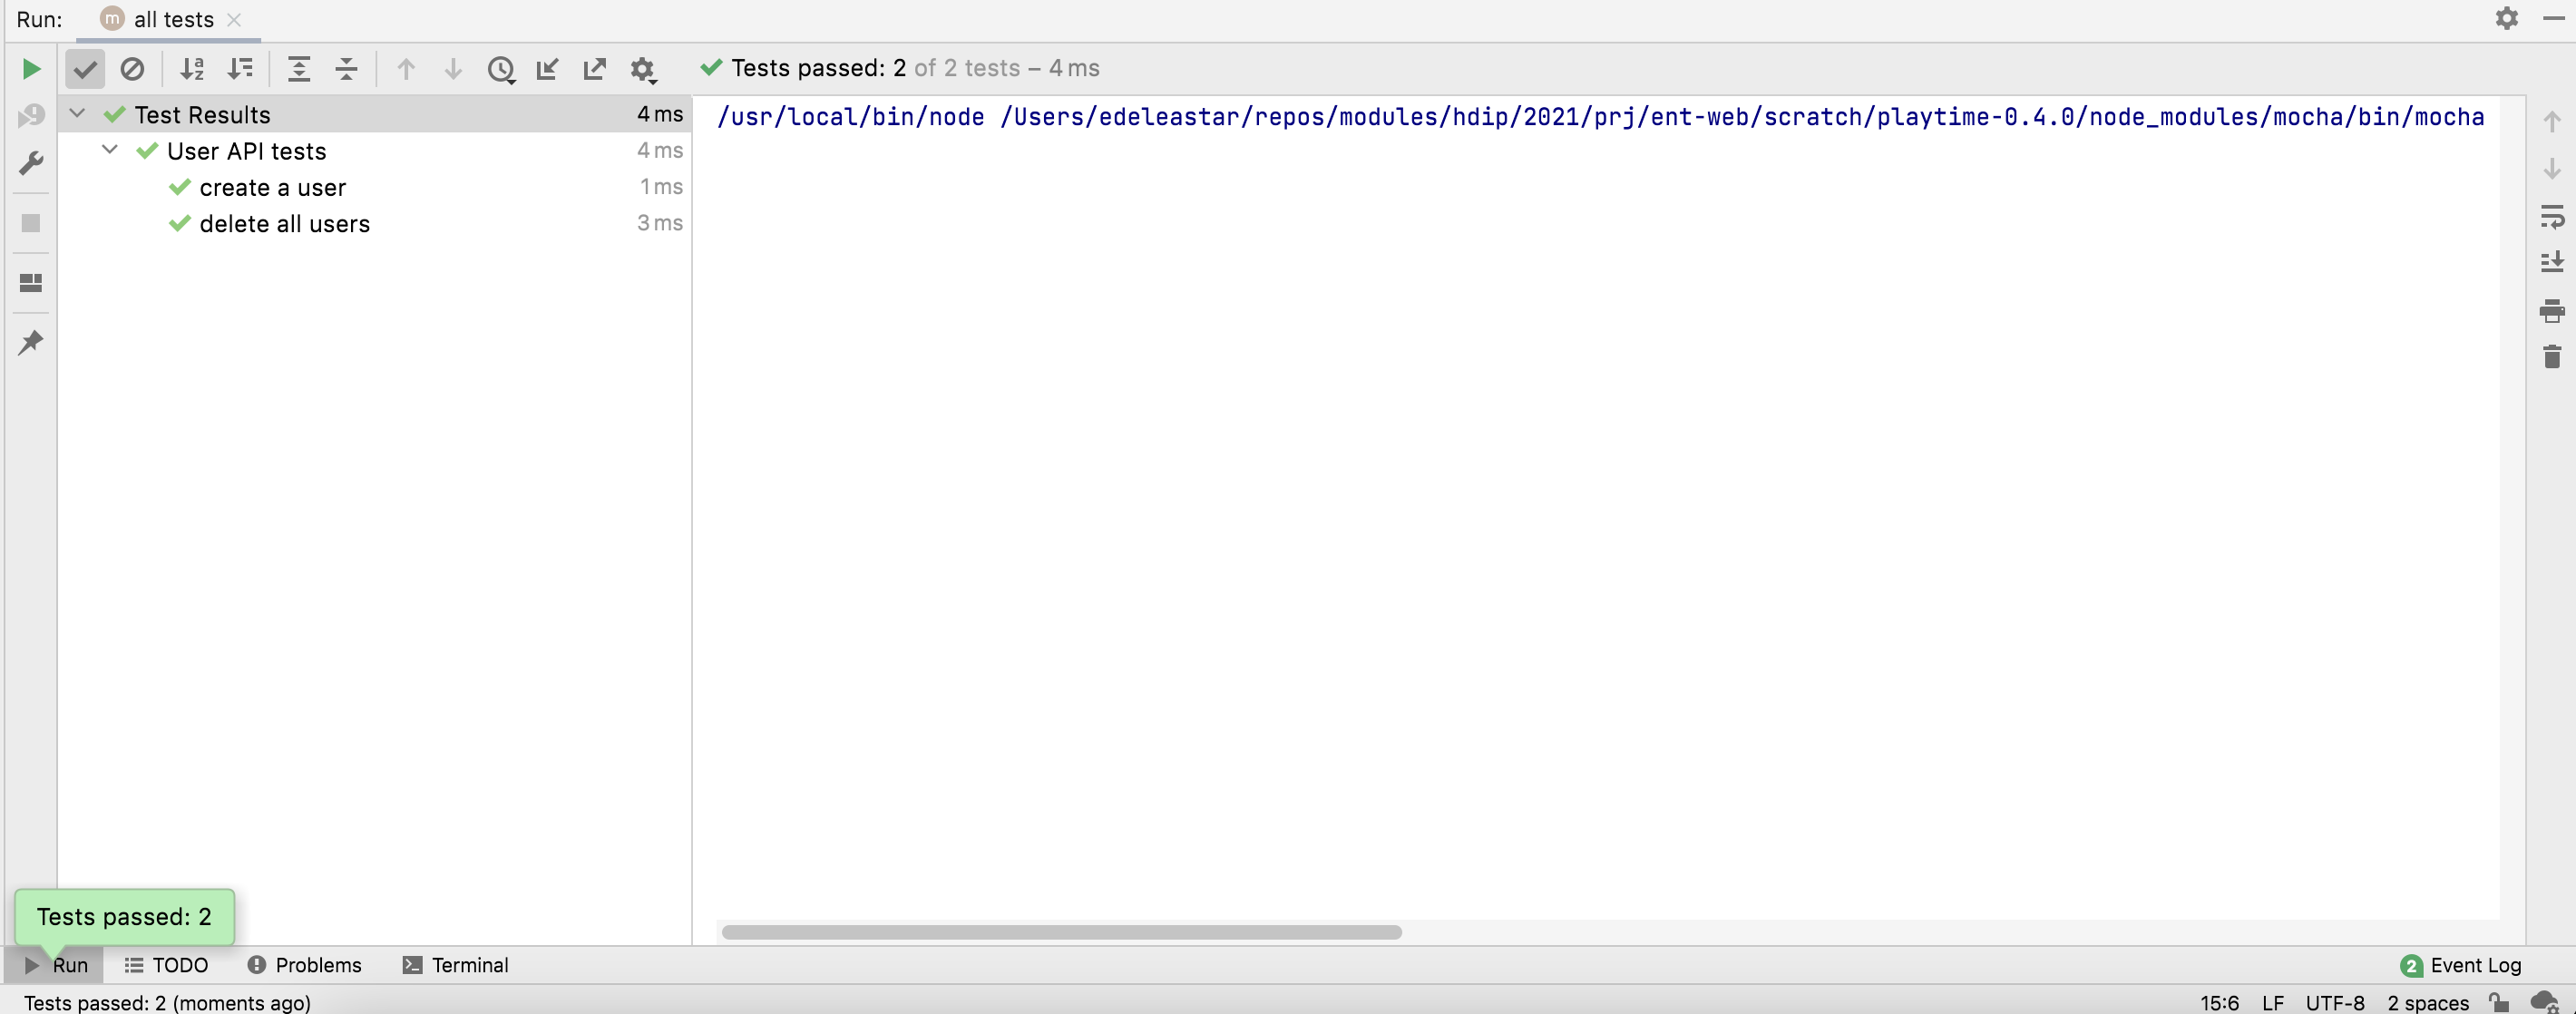 Run: m all tests
Tests passed: 2 of 2 tests – 4 ms
Test Results 4 ms
User API tests 4 ms
create a user 1 ms
delete all users 3 ms
/usr/local/bin/node /Users/edeleastar/repos/modules/hdip/2021/prj/ent-web/scratch/playtime-0.4.0/node_modules/mocha/bin/mocha
Tests passed: 2
Run TODO Problems Terminal 2 Event Log
Tests passed: 2 (moments ago) 15:6 LF UTF-8 2 spaces